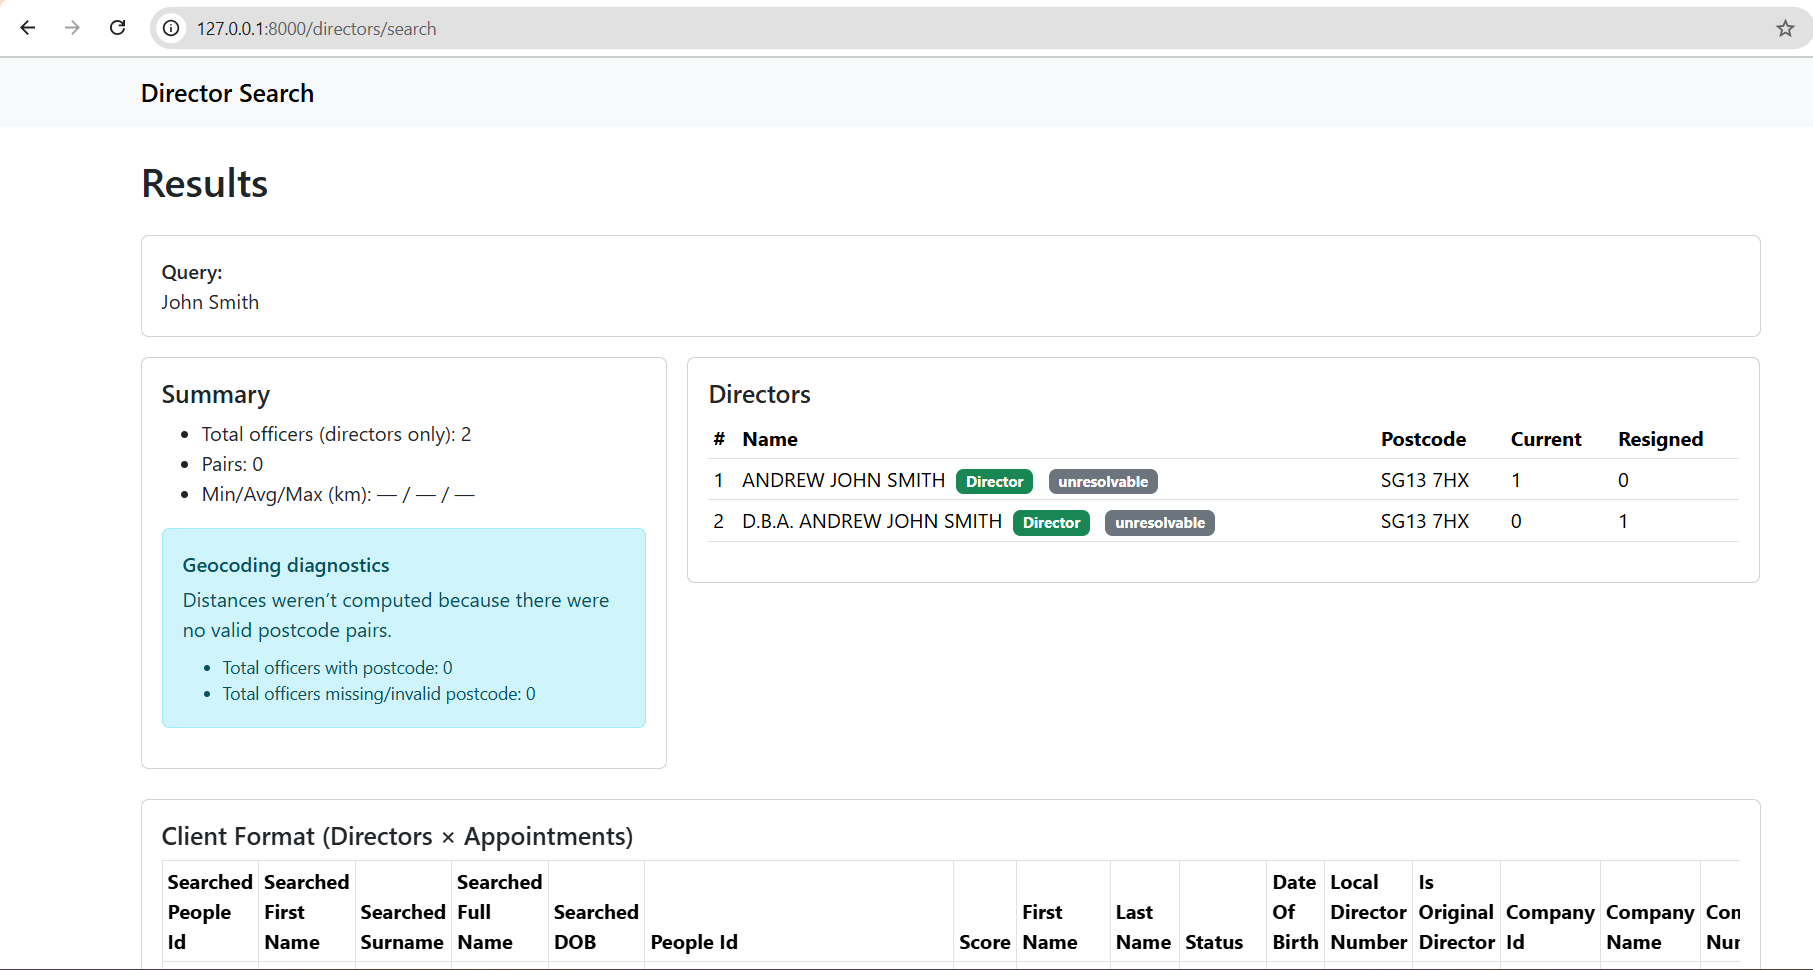 127.0.0.1:8000/directors/search
Director Search
Results
Query:
John Smith
Summary
Total officers (directors only): 2
Pairs: 0
Min/Avg/Max (km): — / — / —
Geocoding diagnostics
Distances weren’t computed because there were
no valid postcode pairs.
Total officers with postcode: 0
Total officers missing/invalid postcode: 0
Directors
# Name Postcode Current Resigned
1 ANDREW JOHN SMITH Director unresolvable SG13 7HX 1 0
2 D.B.A. ANDREW JOHN SMITH Director unresolvable SG13 7HX 0 1
Client Format (Directors × Appointments)
Searched Searched Searched Date Local Is
People First Searched Full Searched First Last Of Director Original Company Company
Id Name Surname Name DOB People Id Score Name Name Status Birth Number Director Id Name